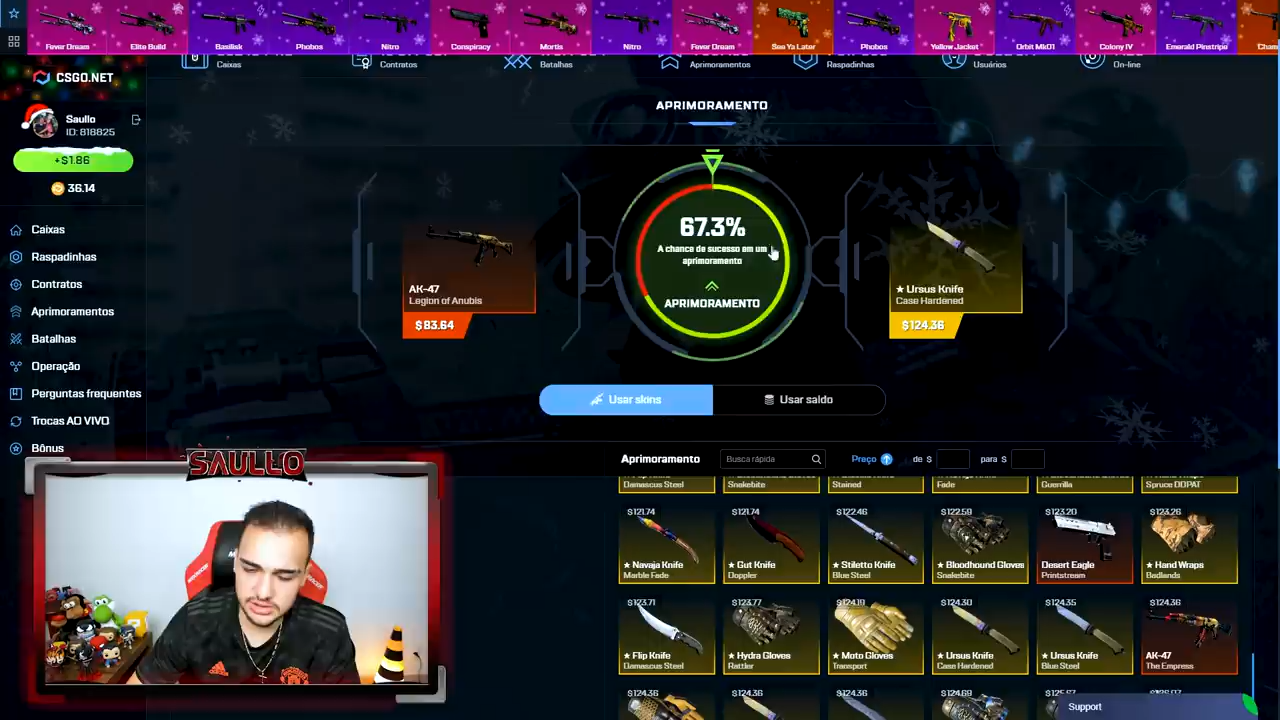 Fever Dream Elite Build Basilisk Phobos Nitro Conspiracy Mortis Nitro Fever Dream See Ya Later Phobos Yellow Jacket Orbit Mk01 Colony IV Emerald Pinstripe
CSGO.NET
Caixas Contratos Batalhas Aprimoramentos Raspadinhas Usuários On-line
Saullo
ID: 818825
+$1.86
36.14
Caixas
Raspadinhas
Contratos
Aprimoramentos
Batalhas
Operação
Perguntas frequentes
Trocas AO VIVO
Bônus
APRIMORAMENTO
67.3%
A chance de sucesso em um
aprimoramento
APRIMORAMENTO
AK-47
Legion of Anubis
$83.64
★ Ursus Knife
Case Hardened
$124.36
Usar skins Usar saldo
Aprimoramento Busca rápida Preço de $ para $
Damascus Steel Snakebite Stained Fade Guerrilla Spruce DDPAT
$121.74 $121.74 $122.46 $122.59 $123.20 $123.26
★ Navaja Knife ★ Gut Knife ★ Stiletto Knife ★ Bloodhound Gloves Desert Eagle ★ Hand Wraps
Marble Fade Doppler Blue Steel Snakebite Printstream Badlands
$123.71 $123.77 $124.19 $124.30 $124.35 $124.36
★ Flip Knife ★ Hydra Gloves ★ Moto Gloves ★ Ursus Knife ★ Ursus Knife AK-47
Damascus Steel Rattler Transport Case Hardened Blue Steel The Empress
$124.36 $124.36 $124.36 $124.69
Support
SAULLO